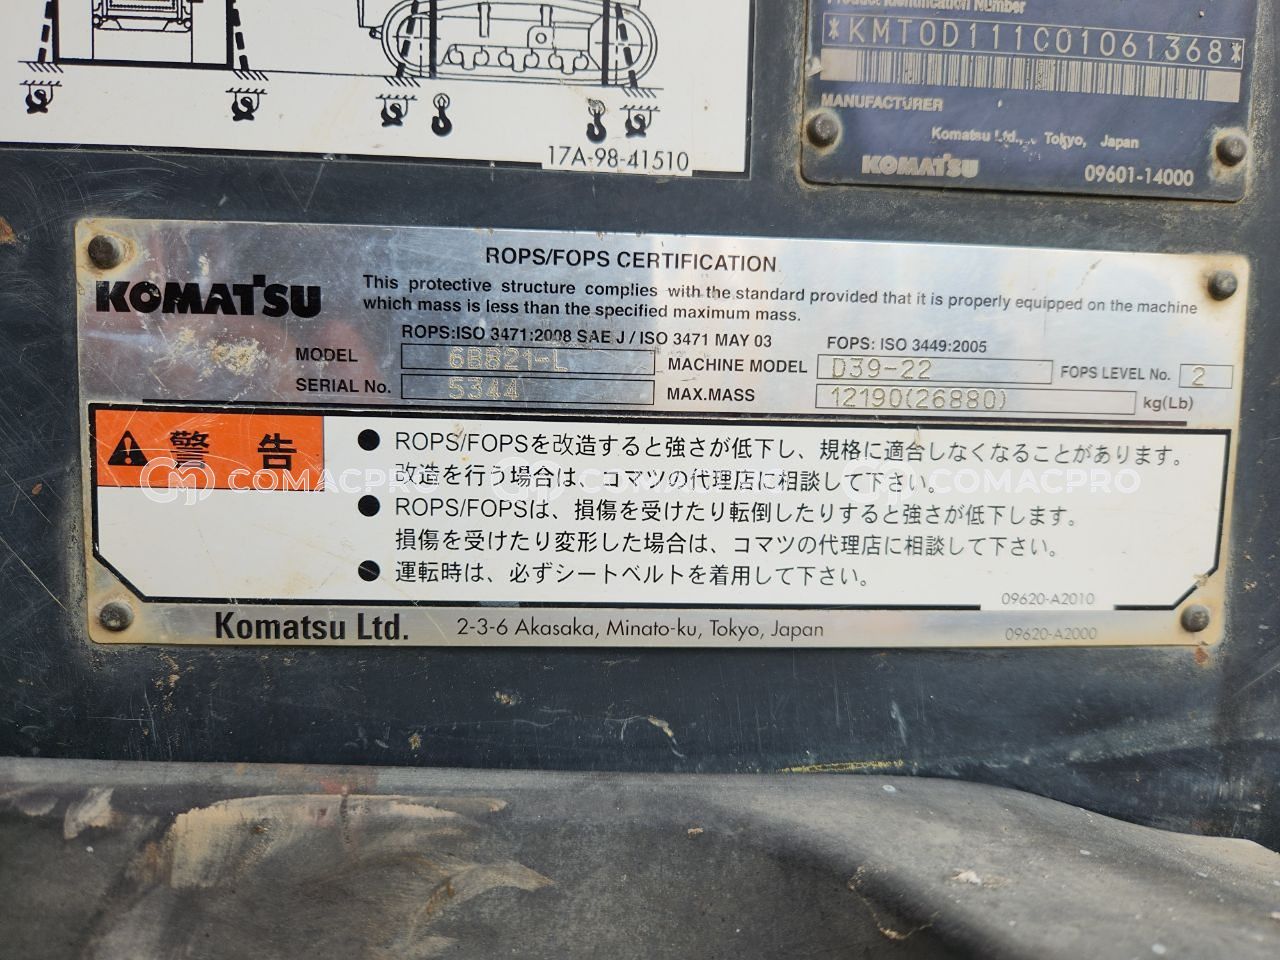 Product Identification Number
*KMT0D111C01061368*
MANUFACTURER
Komatsu Ltd., Tokyo, Japan
KOMATSU
09601-14000
17A-98-41510
ROPS/FOPS CERTIFICATION
KOMATSU
This protective structure complies with the standard provided that it is properly equipped on the machine
which mass is less than the specified maximum mass.
ROPS:ISO 3471:2008 SAE J / ISO 3471 MAY 03
FOPS: ISO 3449:2005
MODEL 6BB21-L MACHINE MODEL D39-22 FOPS LEVEL No. 2
SERIAL No. 5344 MAX.MASS 12190(26880) kg(Lb)
警告
● ROPS/FOPSを改造すると強さが低下し、規格に適合しなくなることがあります。
改造を行う場合は、コマツの代理店に相談して下さい。
● ROPS/FOPSは、損傷を受けたり転倒したりすると強さが低下します。
損傷を受けたり変形した場合は、コマツの代理店に相談して下さい。
● 運転時は、必ずシートベルトを着用して下さい。
09620-A2010
Komatsu Ltd. 2-3-6 Akasaka, Minato-ku, Tokyo, Japan
09620-A2000
COMACPRO COMACPRO COMACPRO